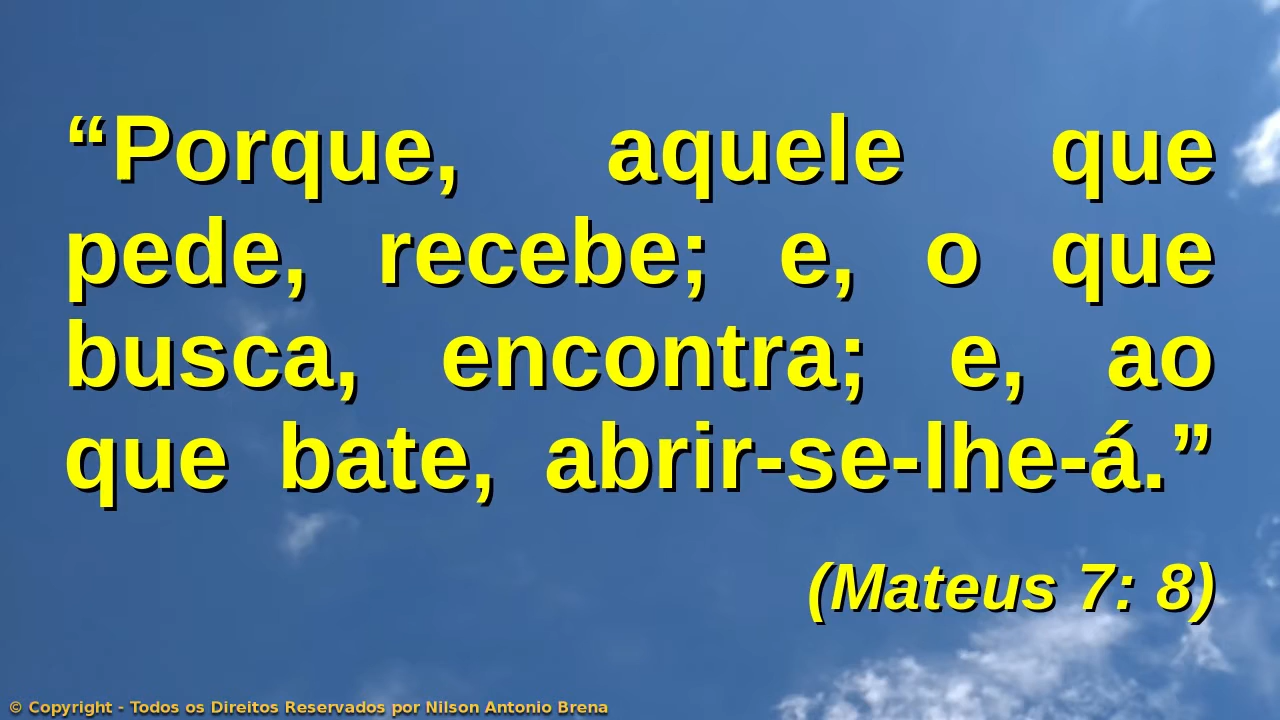 “Porque, aquele que
pede, recebe; e, o que
busca, encontra; e, ao
que bate, abrir-se-lhe-á.”
(Mateus 7: 8)
© Copyright - Todos os Direitos Reservados por Nilson Antonio Brena